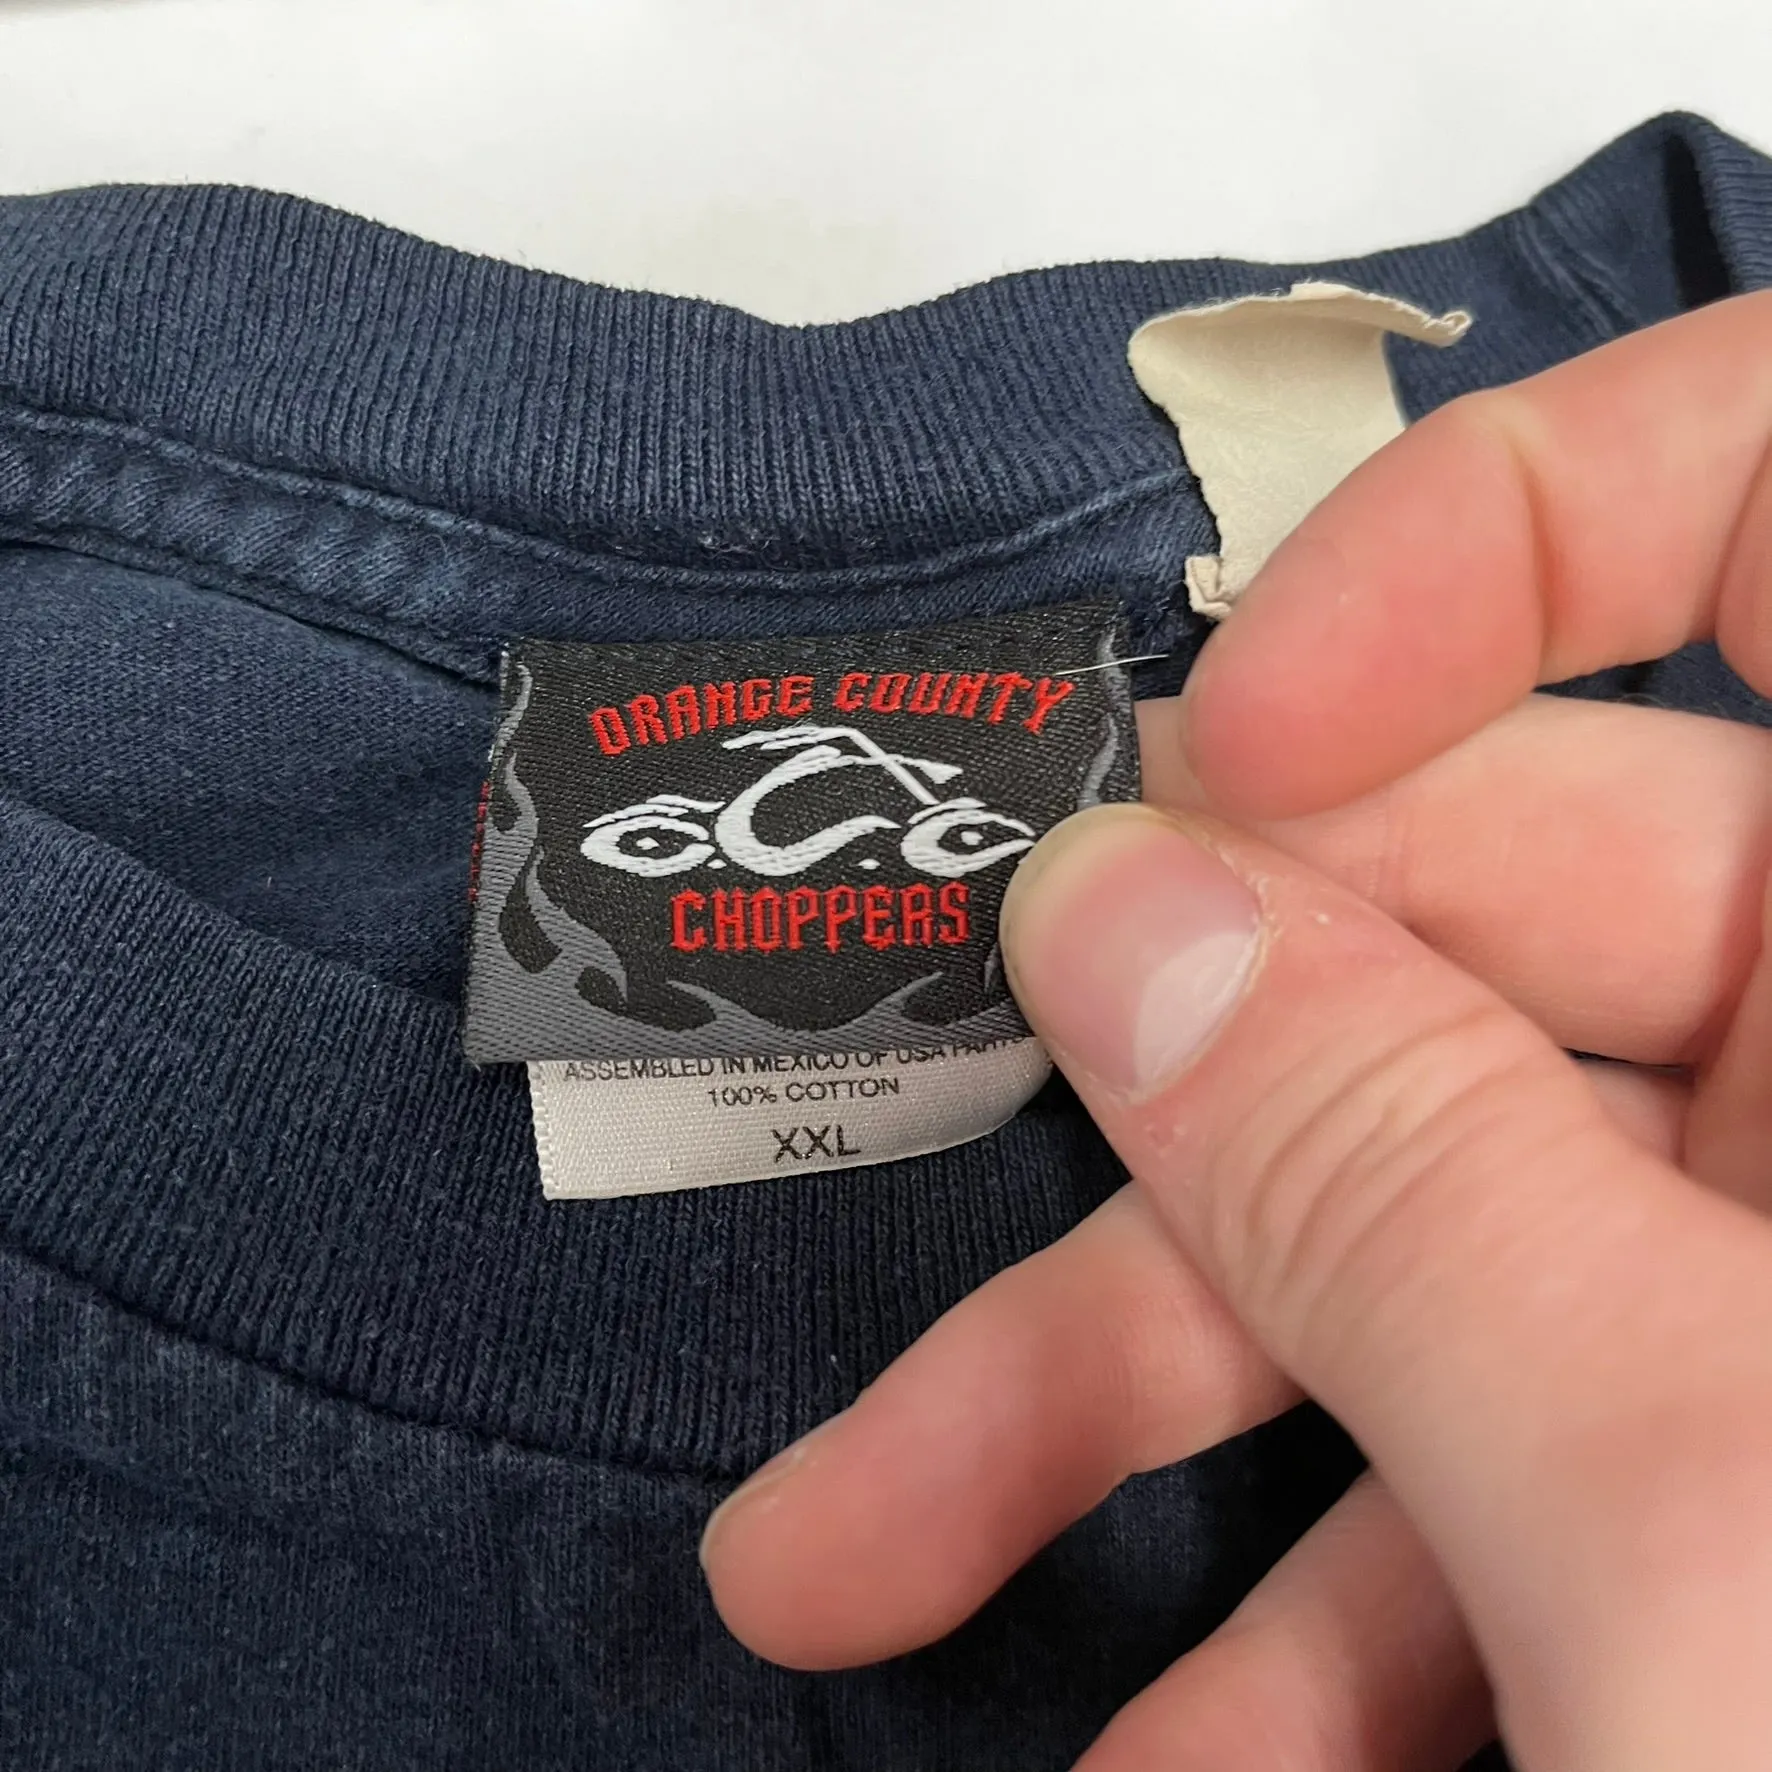 ORANGE COUNTY
CHOPPERS
ASSEMBLED IN MEXICO OF USA PARTS
100% COTTON
XXL